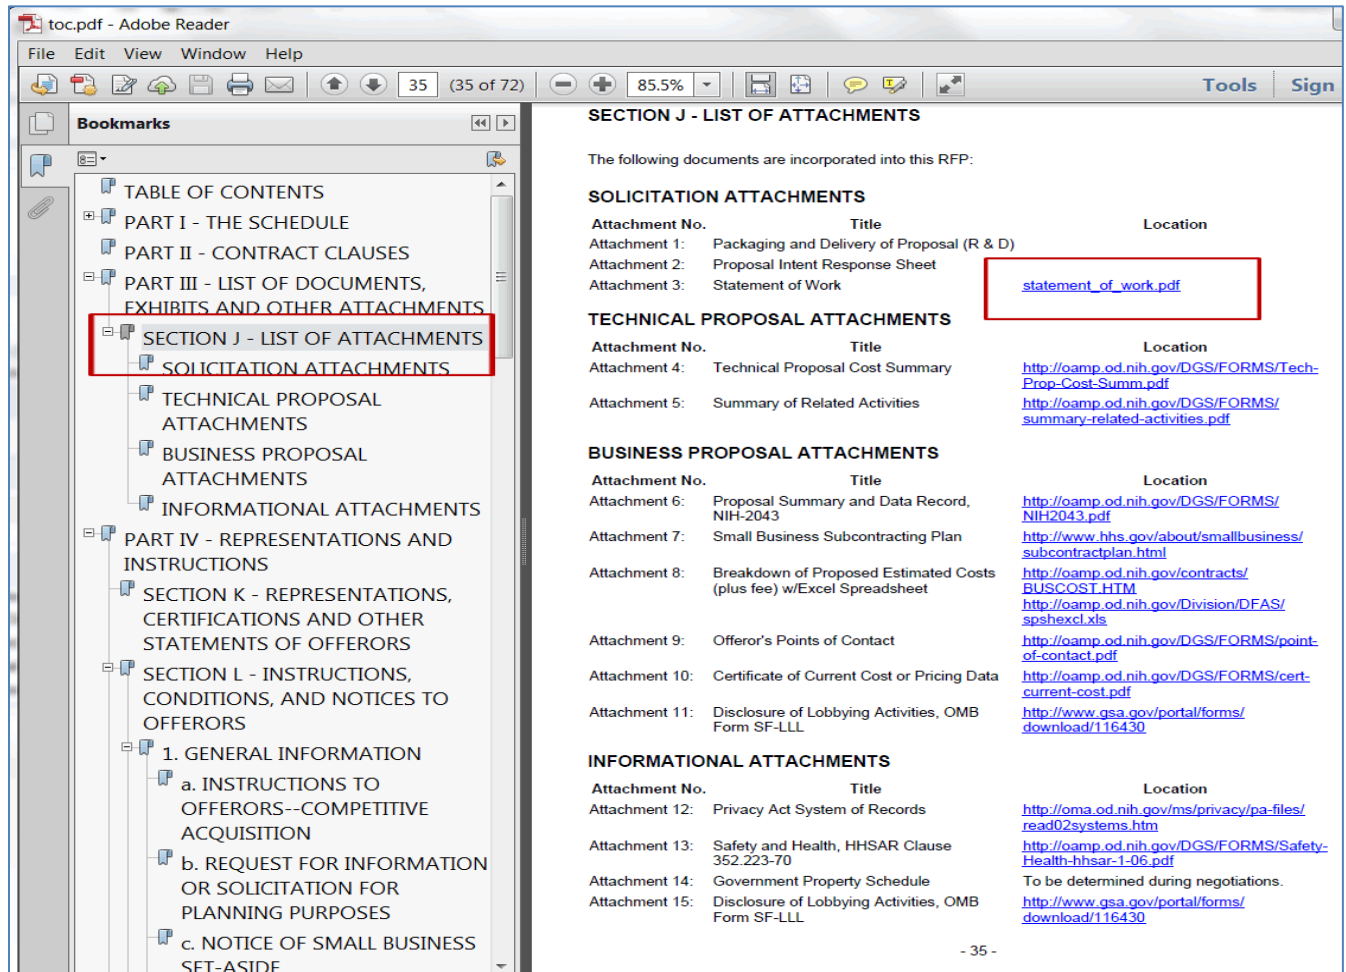 toc.pdf - Adobe Reader
File Edit View Window Help
35 (35 of 72) 85.5% Tools Sign
Bookmarks
TABLE OF CONTENTS
PART I - THE SCHEDULE
PART II - CONTRACT CLAUSES
PART III - LIST OF DOCUMENTS,
EXHIBITS AND OTHER ATTACHMENTS
SECTION J - LIST OF ATTACHMENTS
SOLICITATION ATTACHMENTS
TECHNICAL PROPOSAL
ATTACHMENTS
BUSINESS PROPOSAL
ATTACHMENTS
INFORMATIONAL ATTACHMENTS
PART IV - REPRESENTATIONS AND
INSTRUCTIONS
SECTION K - REPRESENTATIONS,
CERTIFICATIONS AND OTHER
STATEMENTS OF OFFERORS
SECTION L - INSTRUCTIONS,
CONDITIONS, AND NOTICES TO
OFFERORS
1. GENERAL INFORMATION
a. INSTRUCTIONS TO
OFFERORS--COMPETITIVE
ACQUISITION
b. REQUEST FOR INFORMATION
OR SOLICITATION FOR
PLANNING PURPOSES
c. NOTICE OF SMALL BUSINESS
SET-ASIDE
SECTION J - LIST OF ATTACHMENTS
The following documents are incorporated into this RFP:
SOLICITATION ATTACHMENTS
Attachment No. Title Location
Attachment 1: Packaging and Delivery of Proposal (R & D)
Attachment 2: Proposal Intent Response Sheet
Attachment 3: Statement of Work statement_of_work.pdf
TECHNICAL PROPOSAL ATTACHMENTS
Attachment No. Title Location
Attachment 4: Technical Proposal Cost Summary http://oamp.od.nih.gov/DGS/FORMS/Tech-
Prop-Cost-Summ.pdf
Attachment 5: Summary of Related Activities http://oamp.od.nih.gov/DGS/FORMS/
summary-related-activities.pdf
BUSINESS PROPOSAL ATTACHMENTS
Attachment No. Title Location
Attachment 6: Proposal Summary and Data Record, http://oamp.od.nih.gov/DGS/FORMS/
NIH-2043 NIH2043.pdf
Attachment 7: Small Business Subcontracting Plan http://www.hhs.gov/about/smallbusiness/
subcontractplan.html
Attachment 8: Breakdown of Proposed Estimated Costs http://oamp.od.nih.gov/contracts/
(plus fee) w/Excel Spreadsheet BUSCOST.HTM
http://oamp.od.nih.gov/Division/DFAS/
spshexcl.xls
Attachment 9: Offeror's Points of Contact http://oamp.od.nih.gov/DGS/FORMS/point-
of-contact.pdf
Attachment 10: Certificate of Current Cost or Pricing Data http://oamp.od.nih.gov/DGS/FORMS/cert-
current-cost.pdf
Attachment 11: Disclosure of Lobbying Activities, OMB http://www.gsa.gov/portal/forms/
Form SF-LLL download/116430
INFORMATIONAL ATTACHMENTS
Attachment No. Title Location
Attachment 12: Privacy Act System of Records http://oma.od.nih.gov/ms/privacy/pa-files/
read02systems.htm
Attachment 13: Safety and Health, HHSAR Clause http://oamp.od.nih.gov/DGS/FORMS/Safety-
352.223-70 Health-hhsar-1-06.pdf
Attachment 14: Government Property Schedule To be determined during negotiations.
Attachment 15: Disclosure of Lobbying Activities, OMB http://www.gsa.gov/portal/forms/
Form SF-LLL download/116430
- 35 -